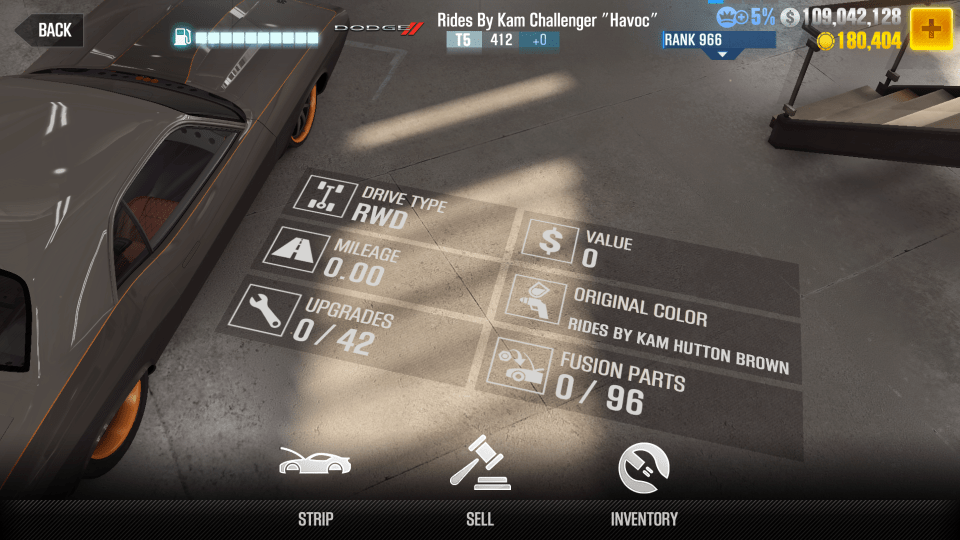 BACK
DODGE
Rides By Kam Challenger "Havoc"
T5 412 +0
5%
$ 109,042,128
RANK 966
180,404
DRIVE TYPE
RWD
MILEAGE
0.00
UPGRADES
0 / 42
$ VALUE
0
ORIGINAL COLOR
RIDES BY KAM HUTTON BROWN
FUSION PARTS
0 / 96
STRIP
SELL
INVENTORY